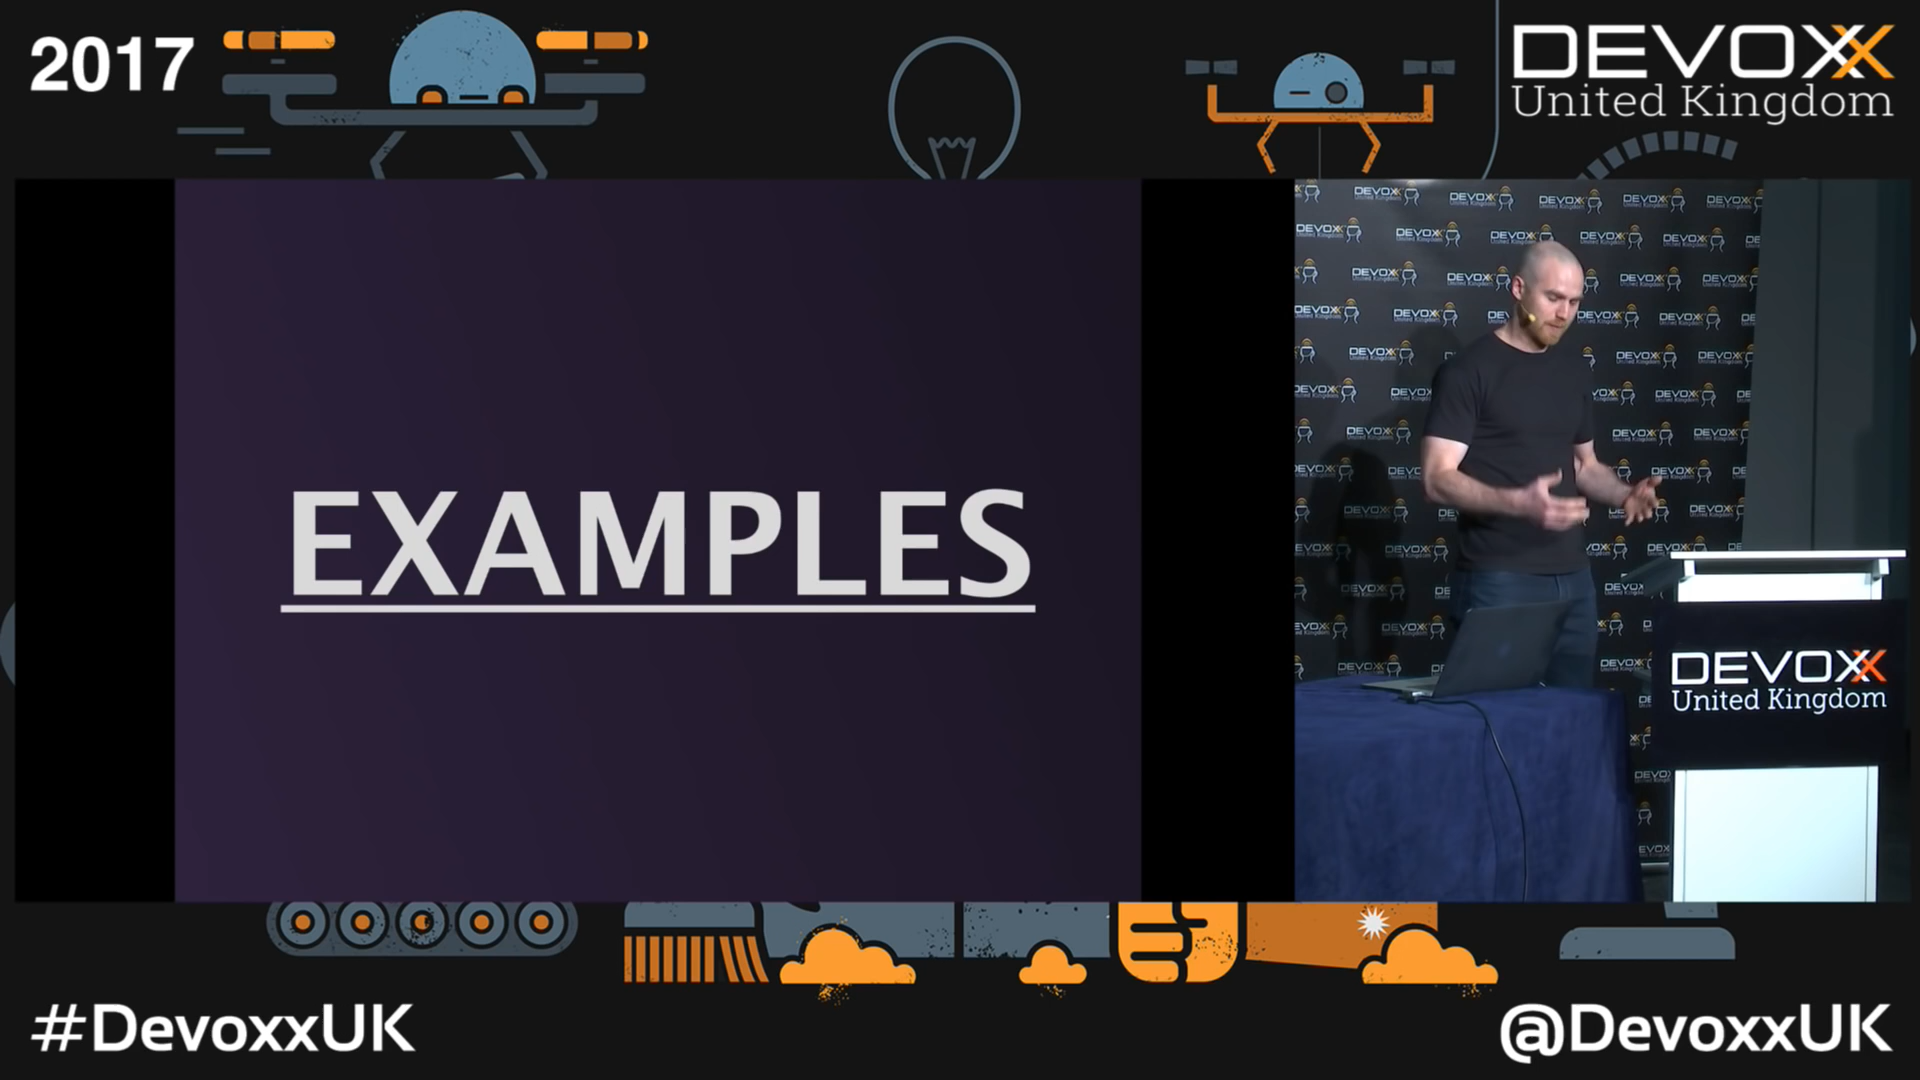 2017
DEVOXX
United Kingdom
EXAMPLES
DEVOXX
United Kingdom
#DevoxxUK
@DevoxxUK